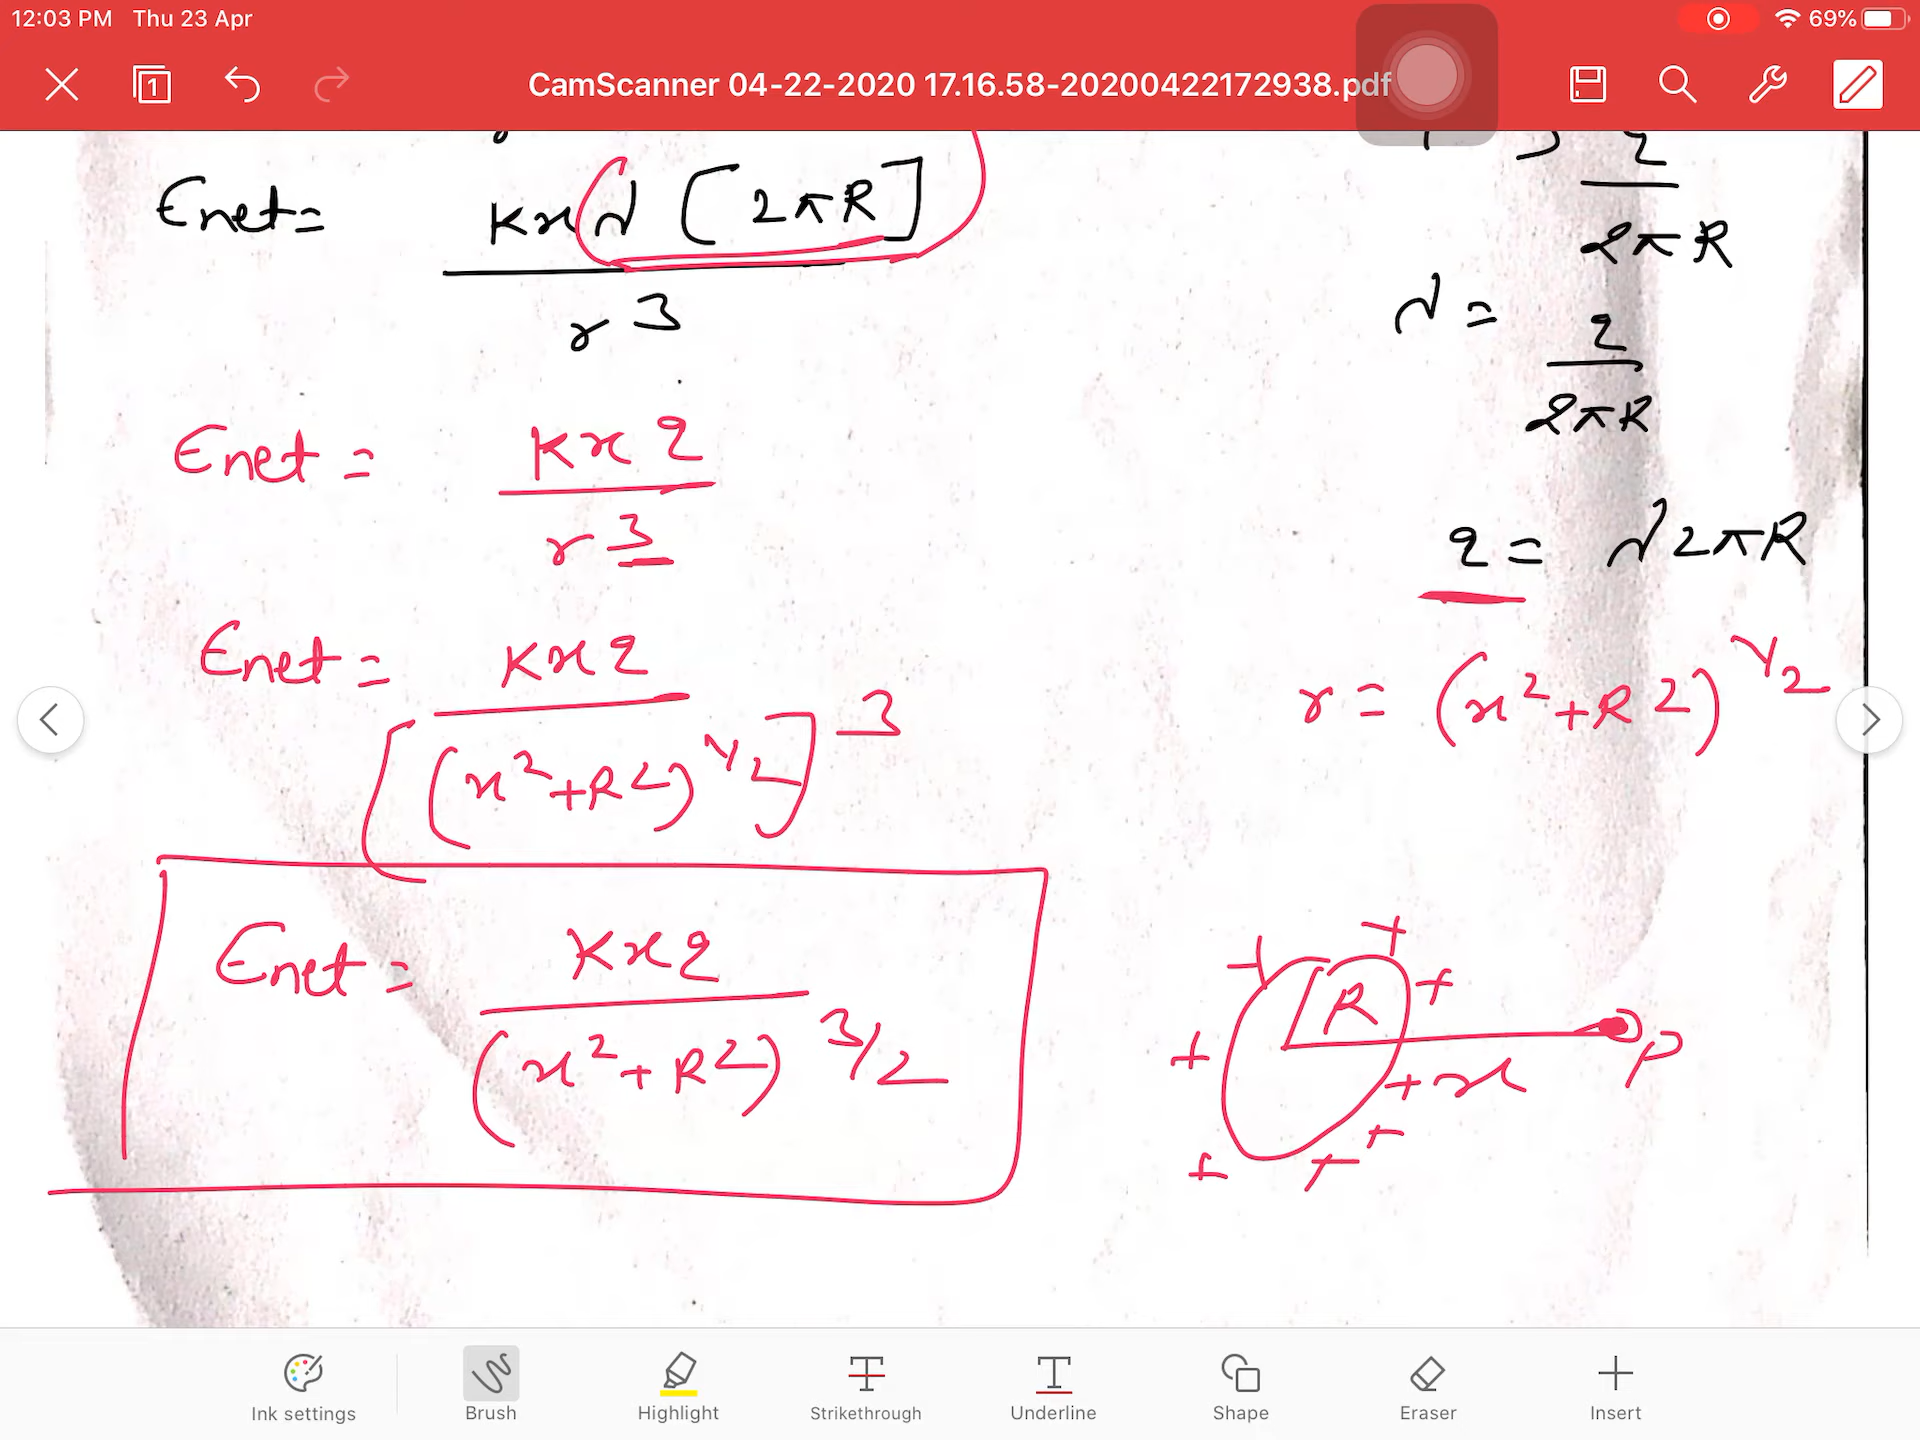 12:03 PM Thu 23 Apr
69%
1
CamScanner 04-22-2020 17.16.58-20200422172938.pdf
Enet = Kxλ [2πR]
r3
Enet = Kxq
r3
Enet = Kxq
[(x²+R2)^1/2]3
Enet = Kxq
(x²+R2)3/2
q
2πR
λ = q
2πR
q = λ2πR
r = (x²+R2)^1/2
+ + + + + + + +
R
x
P
Ink settings
Brush
Highlight
Strikethrough
Underline
Shape
Eraser
Insert